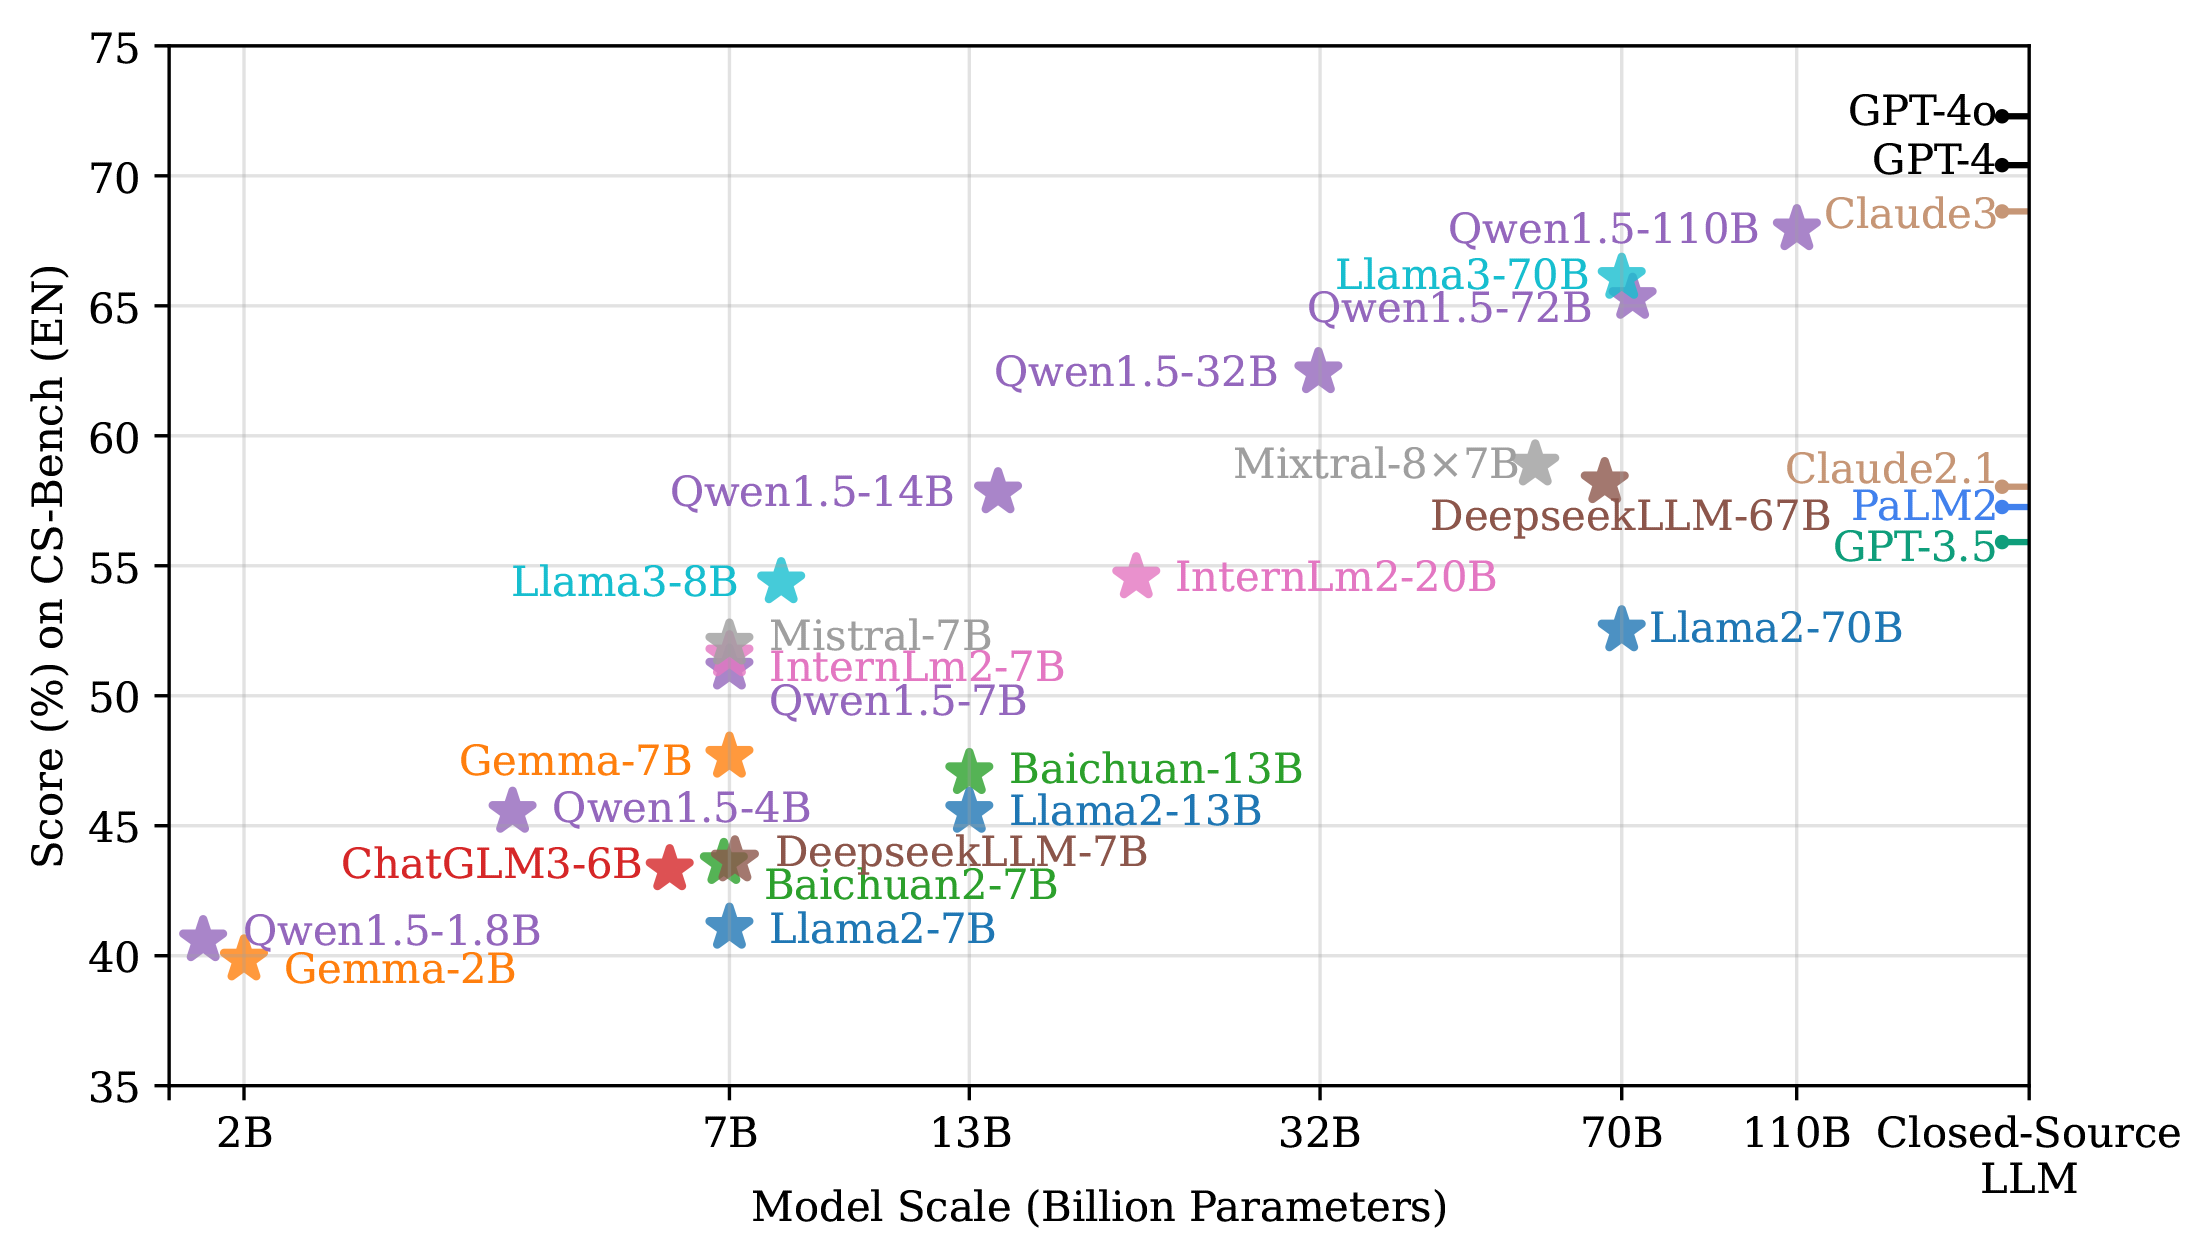 75
70
65
60
55
50
45
40
35
Score (%) on CS-Bench (EN)
GPT-4o
GPT-4
Claude3
Qwen1.5-110B
Llama3-70B
Qwen1.5-72B
Qwen1.5-32B
Mixtral-8×7B
Claude2.1
Qwen1.5-14B
PaLM2
DeepseekLLM-67B
GPT-3.5
Llama3-8B
InternLm2-20B
Llama2-70B
Mistral-7B
InternLm2-7B
Qwen1.5-7B
Gemma-7B
Baichuan-13B
Qwen1.5-4B
Llama2-13B
DeepseekLLM-7B
ChatGLM3-6B
Baichuan2-7B
Llama2-7B
Qwen1.5-1.8B
Gemma-2B
2B
7B
13B
32B
70B
110B
Closed-Source
LLM
Model Scale (Billion Parameters)